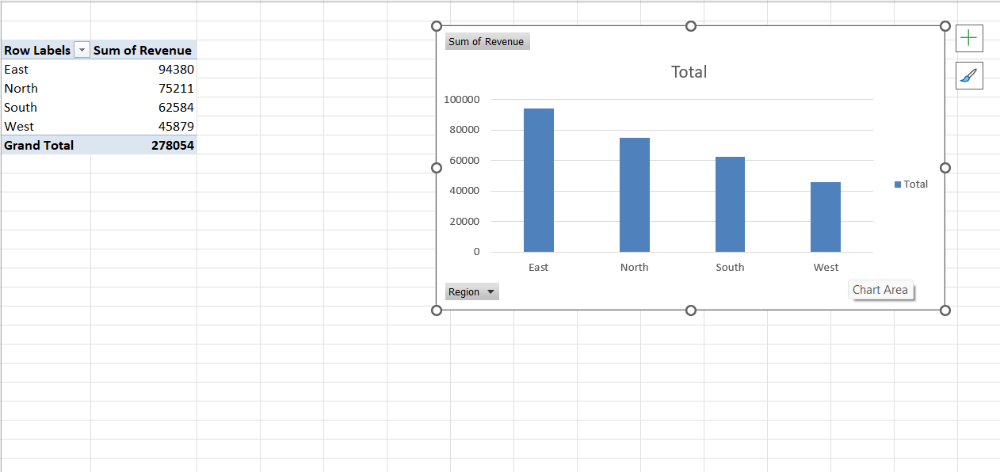 Row Labels Sum of Revenue
East 94380
North 75211
South 62584
West 45879
Grand Total 278054
Sum of Revenue
Total
100000
80000
60000
40000
20000
0
East North South West
Total
Region
Chart Area